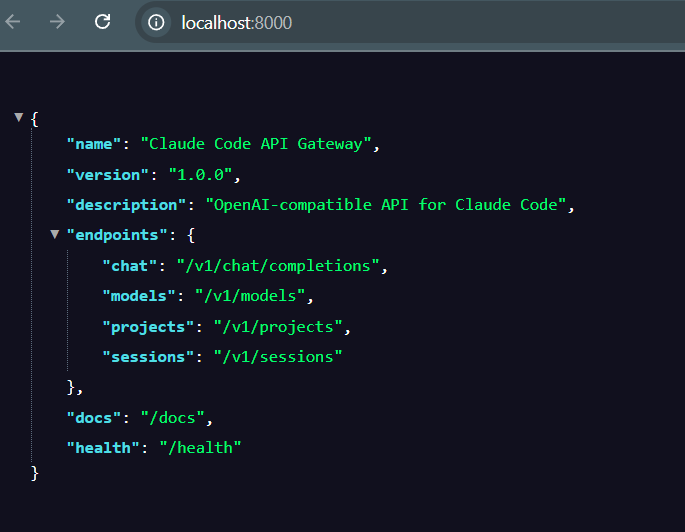 localhost:8000
{
"name": "Claude Code API Gateway",
"version": "1.0.0",
"description": "OpenAI-compatible API for Claude Code",
"endpoints": {
"chat": "/v1/chat/completions",
"models": "/v1/models",
"projects": "/v1/projects",
"sessions": "/v1/sessions"
},
"docs": "/docs",
"health": "/health"
}